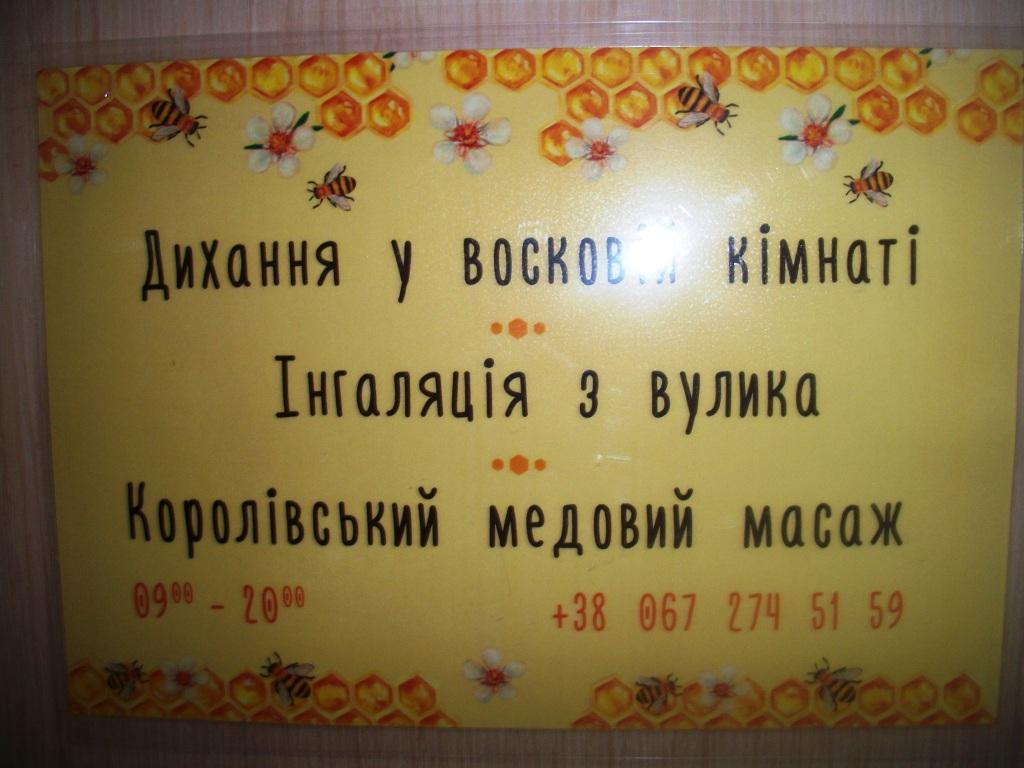 Дихання у восковій кімнаті
Інгаляція з вулика
Королівський медовий масаж
09⁰⁰ - 20⁰⁰ +38 067 274 51 59